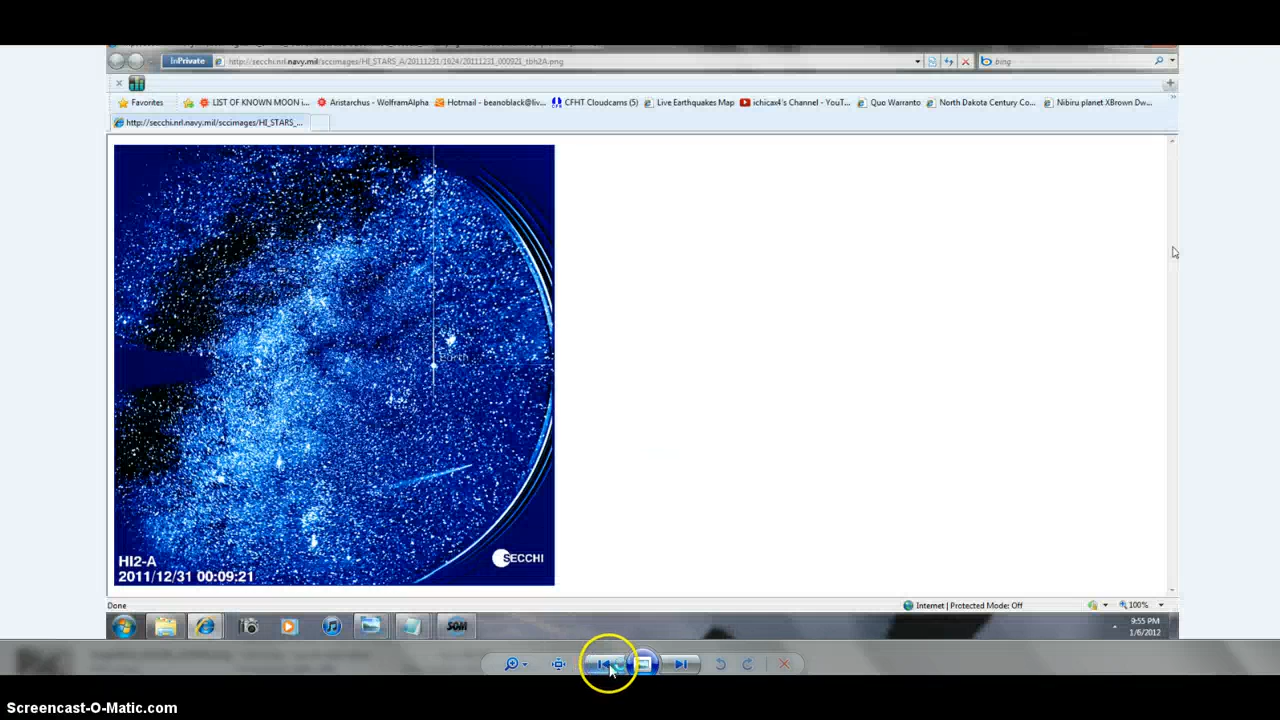 InPrivate
http://secchi.nrl.navy.mil/sccimages/HI_STARS_A/20111231/1024/20111231_000921_tbh2A.png
bing
Favorites
LIST OF KNOWN MOON i...
Aristarchus - WolframAlpha
Hotmail - beanoblack@liv...
CFHT Cloudcams (5)
Live Earthquakes Map
ichicax4's Channel - YouT...
Quo Warranto
North Dakota Century Co...
Nibiru planet XBrown Dw...
http://secchi.nrl.navy.mil/sccimages/HI_STARS_...
Earth
HI2-A
2011/12/31 00:09:21
SECCHI
Done
Internet | Protected Mode: Off
100%
SGM
9:55 PM
1/6/2012
Screencast-O-Matic.com